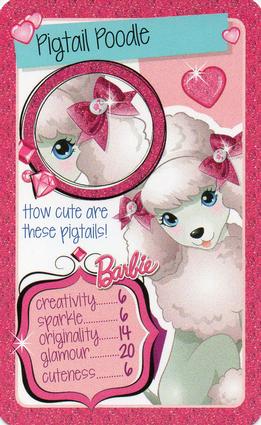 Pigtail Poodle
How cute are
these pigtails!
Barbie
creativity......6
sparkle.........6
originality.....14
glamour........20
cuteness.......6